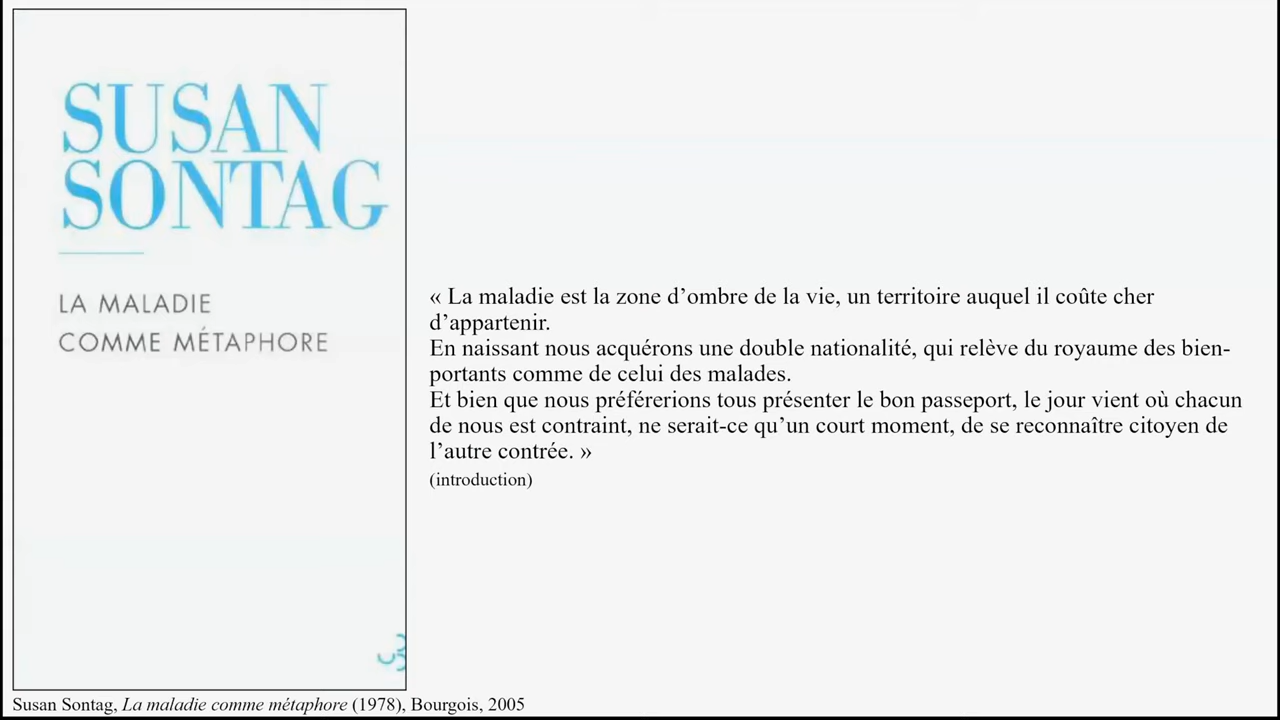 SUSAN
SONTAG
LA MALADIE
COMME MÉTAPHORE
« La maladie est la zone d’ombre de la vie, un territoire auquel il coûte cher
d’appartenir.
En naissant nous acquérons une double nationalité, qui relève du royaume des bien-
portants comme de celui des malades.
Et bien que nous préférerions tous présenter le bon passeport, le jour vient où chacun
de nous est contraint, ne serait-ce qu’un court moment, de se reconnaître citoyen de
l’autre contrée. »
(introduction)
Susan Sontag, La maladie comme métaphore (1978), Bourgois, 2005